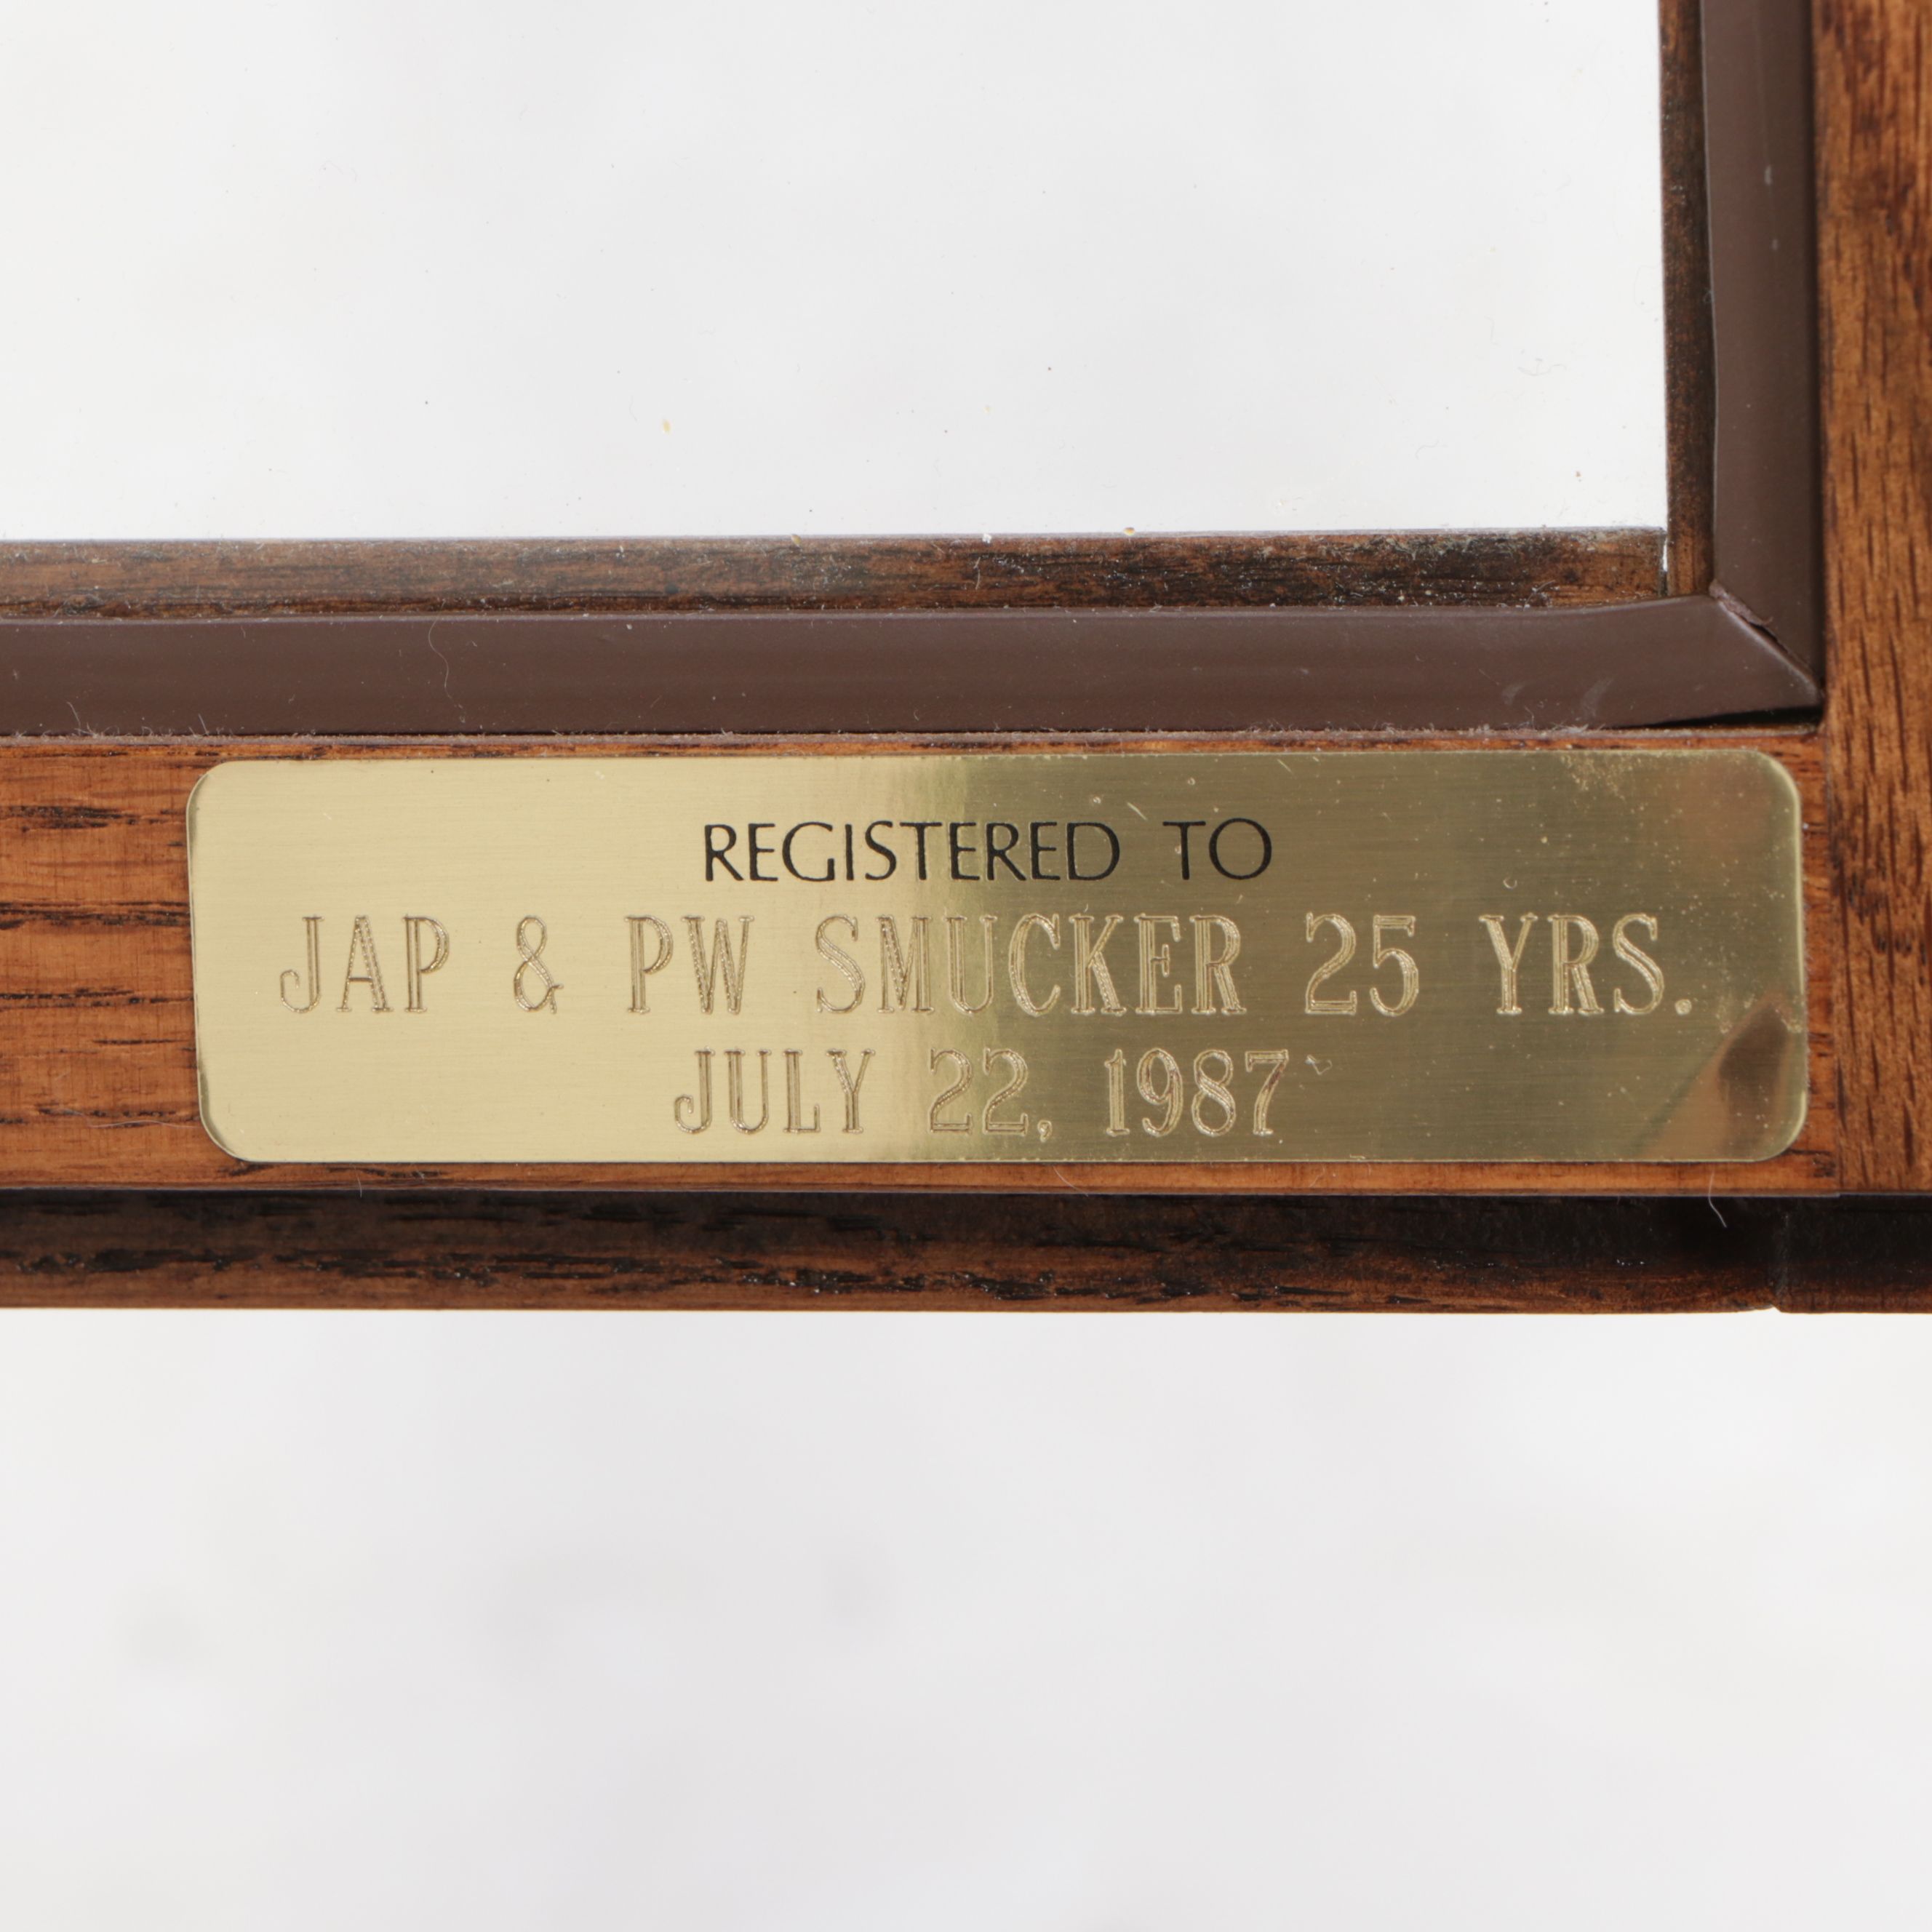 REGISTERED TO
JAP & PW SMUCKER 25 YRS.
JULY 22, 1987